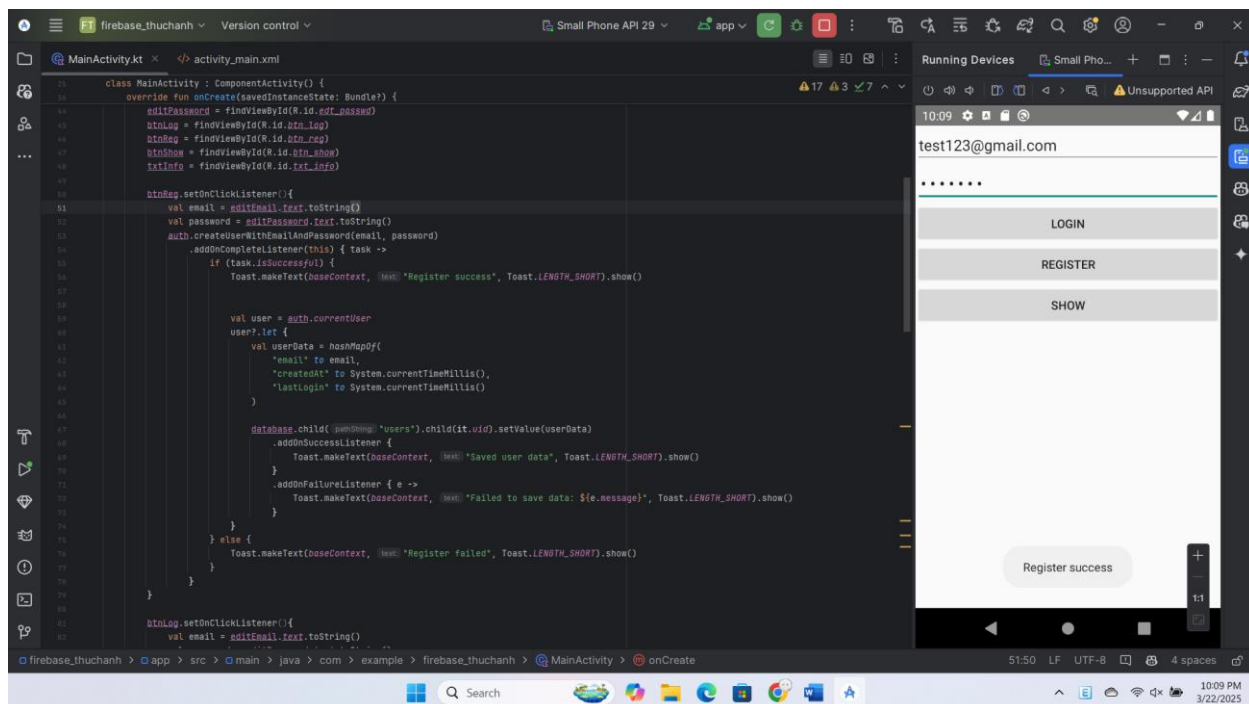 FT firebase_thuchanh Version control Small Phone API 29 app
MainActivity.kt activity_main.xml
17 3 7
25 class MainActivity : ComponentActivity() {
override fun onCreate(savedInstanceState: Bundle?) {
editPassword = findViewById(R.id.edt_passwd)
btnLog = findViewById(R.id.btn_log)
btnReg = findViewById(R.id.btn_reg)
btnShow = findViewById(R.id.btn_show)
txtInfo = findViewById(R.id.txt_info)
btnReg.setOnClickListener(){
51 val email = editEmail.text.toString()
val password = editPassword.text.toString()
auth.createUserWithEmailAndPassword(email, password)
.addOnCompleteListener(this) { task ->
if (task.isSuccessful) {
Toast.makeText(baseContext, text: "Register success", Toast.LENGTH_SHORT).show()
val user = auth.currentUser
user?.let {
val userData = hashMapOf(
"email" to email,
"createdAt" to System.currentTimeMillis(),
"lastLogin" to System.currentTimeMillis()
)
database.child( pathString: "users").child(it.uid).setValue(userData)
.addOnSuccessListener {
Toast.makeText(baseContext, text: "Saved user data", Toast.LENGTH_SHORT).show()
}
.addOnFailureListener { e ->
Toast.makeText(baseContext, text: "Failed to save data: ${e.message}", Toast.LENGTH_SHORT).show()
}
}
} else {
Toast.makeText(baseContext, text: "Register failed", Toast.LENGTH_SHORT).show()
}
}
}
btnLog.setOnClickListener(){
val email = editEmail.text.toString()
Running Devices Small Pho...
Unsupported API
10:09
test123@gmail.com
•••••••
LOGIN
REGISTER
SHOW
Register success
1:1
firebase_thuchanh > app > src > main > java > com > example > firebase_thuchanh > MainActivity > onCreate
51:50 LF UTF-8 4 spaces
Search
10:09 PM
3/22/2025